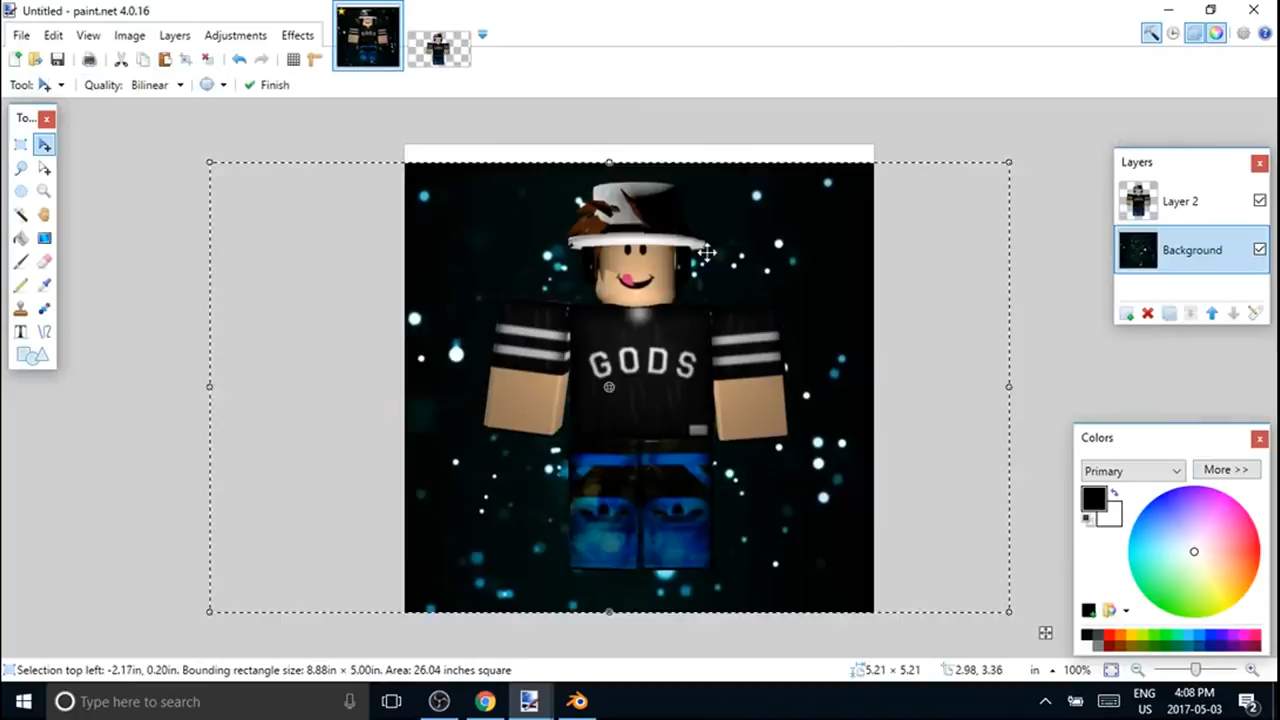 Untitled - paint.net 4.0.16
File Edit View Image Layers Adjustments Effects
Tool: Quality: Bilinear Finish
To...
Layers
Layer 2
Background
GODS
Colors
Primary More >>
Selection top left: -2.17in, 0.20in. Bounding rectangle size: 8.88in × 5.00in. Area: 26.04 inches square 5.21 × 5.21 2.98, 3.36 in 100%
Type here to search
ENG
US
4:08 PM
2017-05-03
2